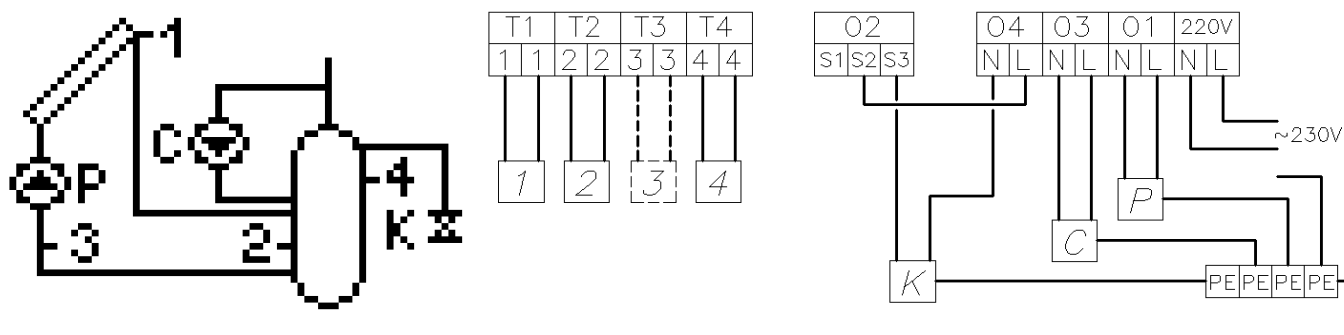 1
C
P
4
K
3
2
T1 T2 T3 T4
1 1 2 2 3 3 4 4
1 2 3 4
O2 O4 O3 O1 220V
S1 S2 S3 N L N L N L N L
~230V
P
C
K
PE PE PE PE